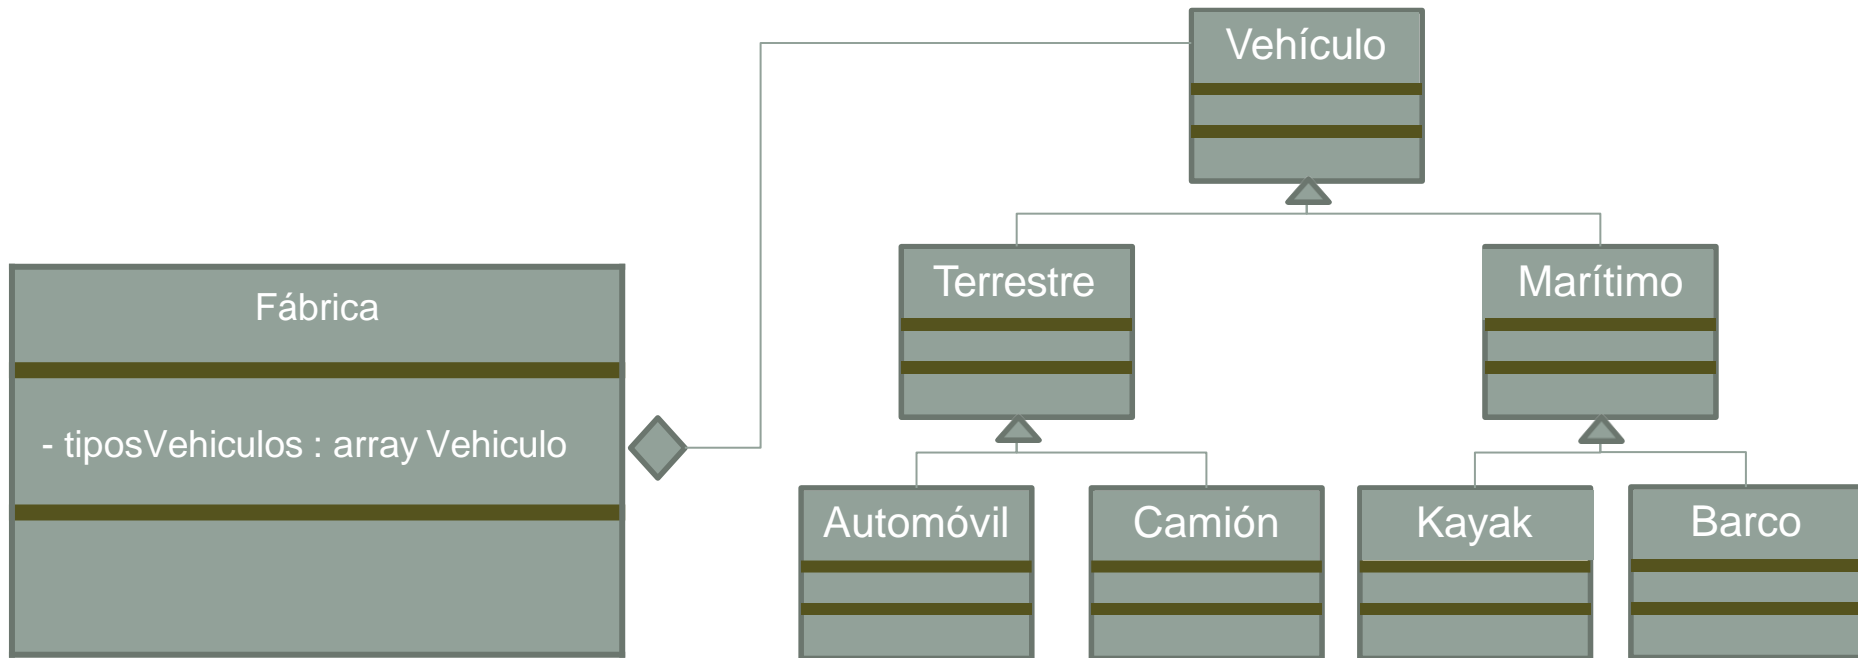 Vehículo
Terrestre
Marítimo
Fábrica
- tiposVehiculos : array Vehiculo
Automóvil
Camión
Kayak
Barco